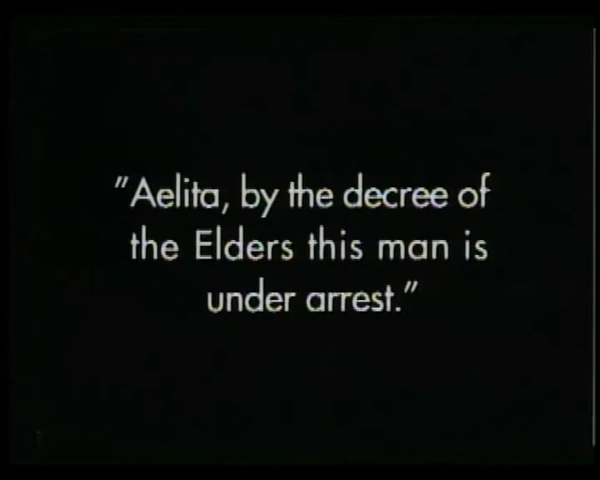 "Aelita, by the decree of
the Elders this man is
under arrest."